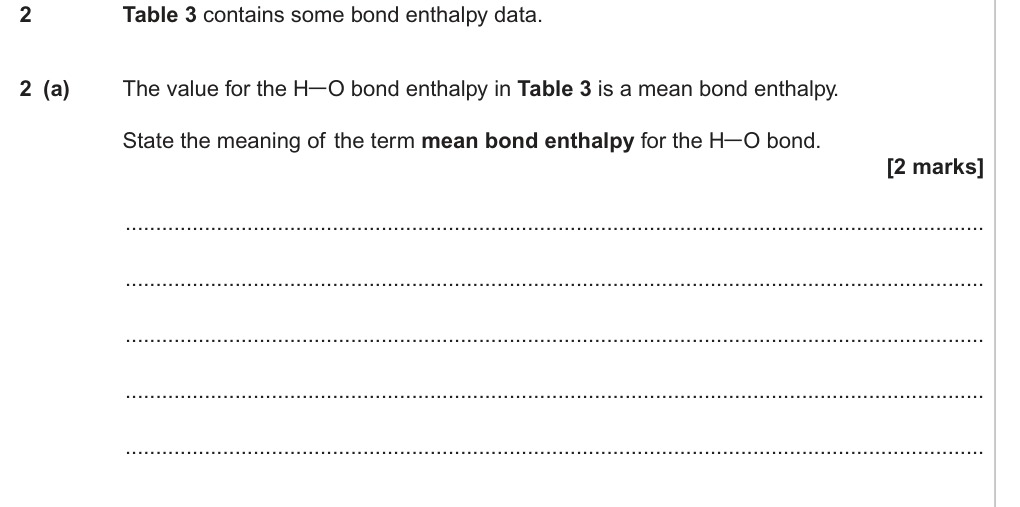 2 Table 3 contains some bond enthalpy data.
2 (a) The value for the H—O bond enthalpy in Table 3 is a mean bond enthalpy.
State the meaning of the term mean bond enthalpy for the H—O bond.
[2 marks]